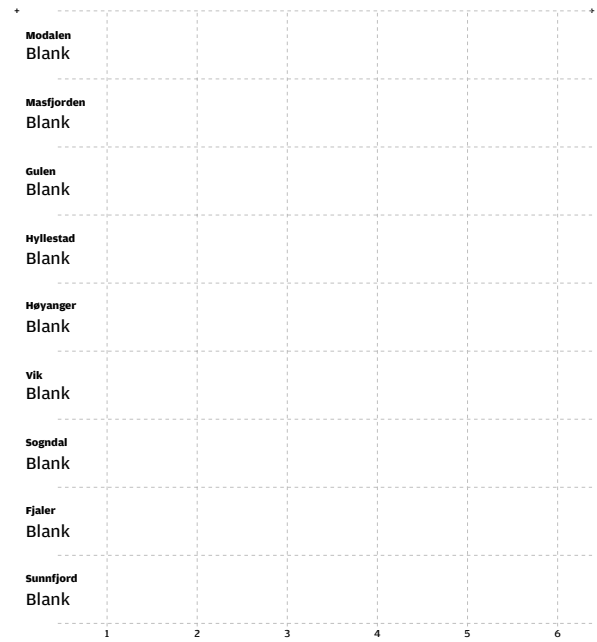 Modalen
Blank
Masfjorden
Blank
Gulen
Blank
Hyllestad
Blank
Høyanger
Blank
Vik
Blank
Sogndal
Blank
Fjaler
Blank
Sunnfjord
Blank
1 2 3 4 5 6